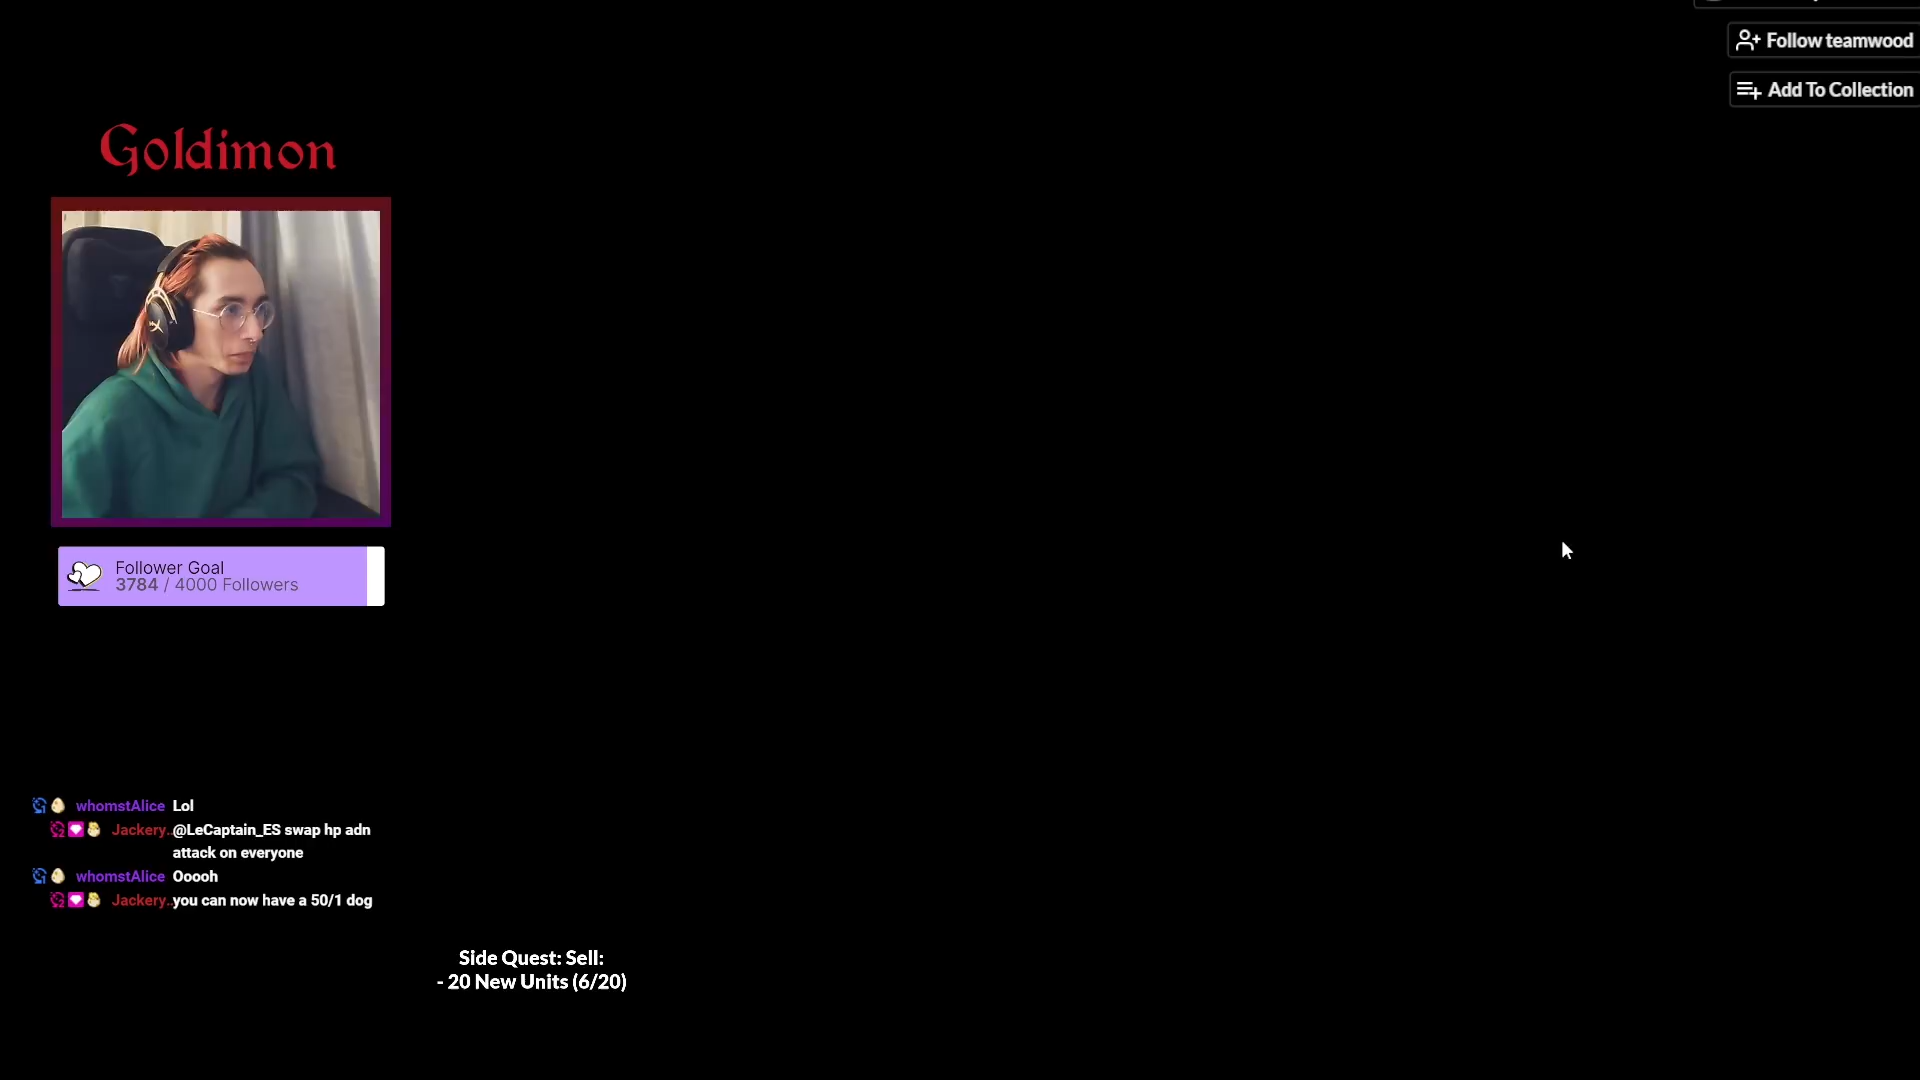 Follow teamwood
Add To Collection
Goldimon
Follower Goal
3784 / 4000 Followers
whomstAlice Lol
Jackery.. @LeCaptain_ES swap hp adn
attack on everyone
whomstAlice Ooooh
Jackery.. you can now have a 50/1 dog
Side Quest: Sell:
- 20 New Units (6/20)